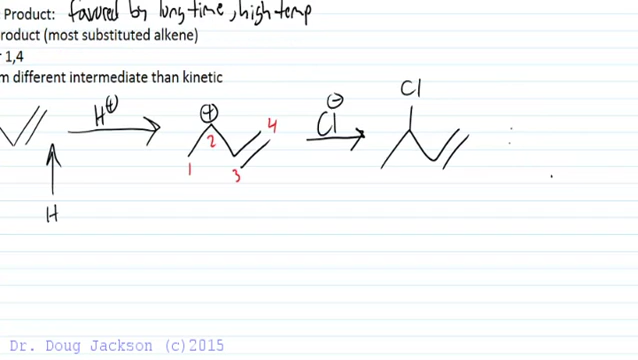 Product: favored by long time, high temp
roduct (most substituted alkene)
r 1,4
m different intermediate than kinetic
Cl
H⊕ ⊕ Cl⊖
4
2
1 3
H
Dr. Doug Jackson (c)2015